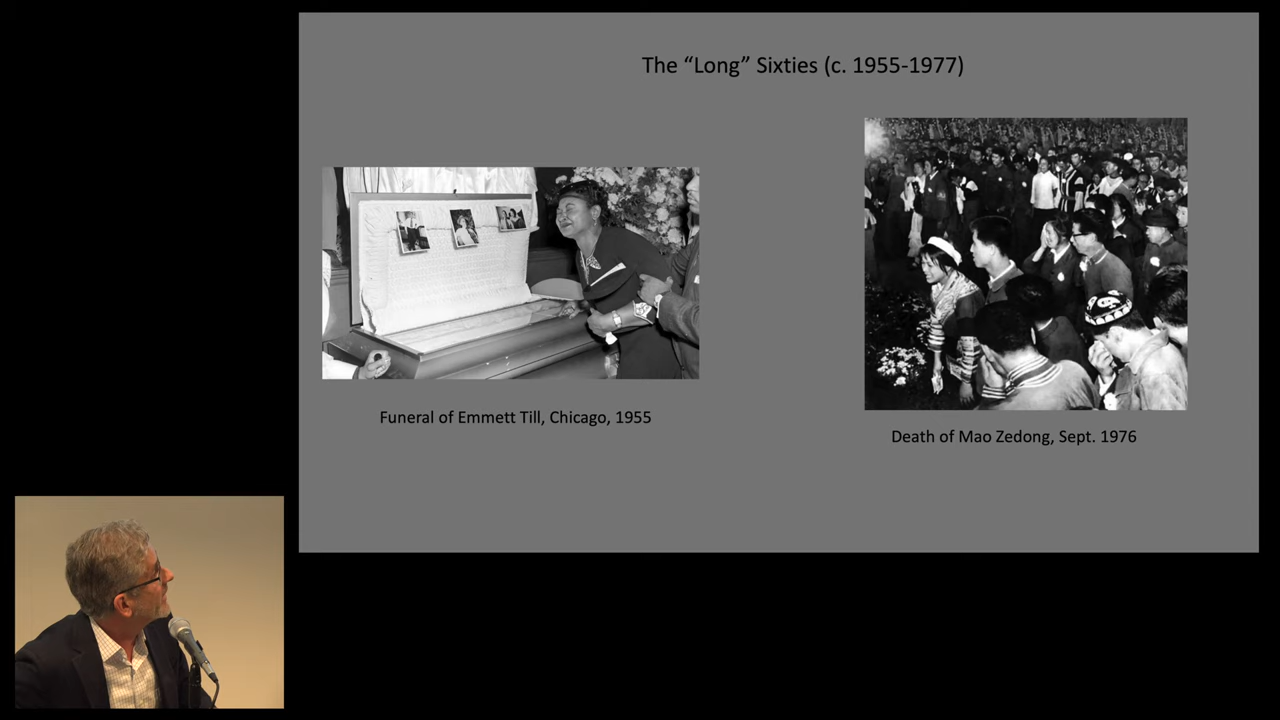 The “Long” Sixties (c. 1955-1977)
Funeral of Emmett Till, Chicago, 1955
Death of Mao Zedong, Sept. 1976